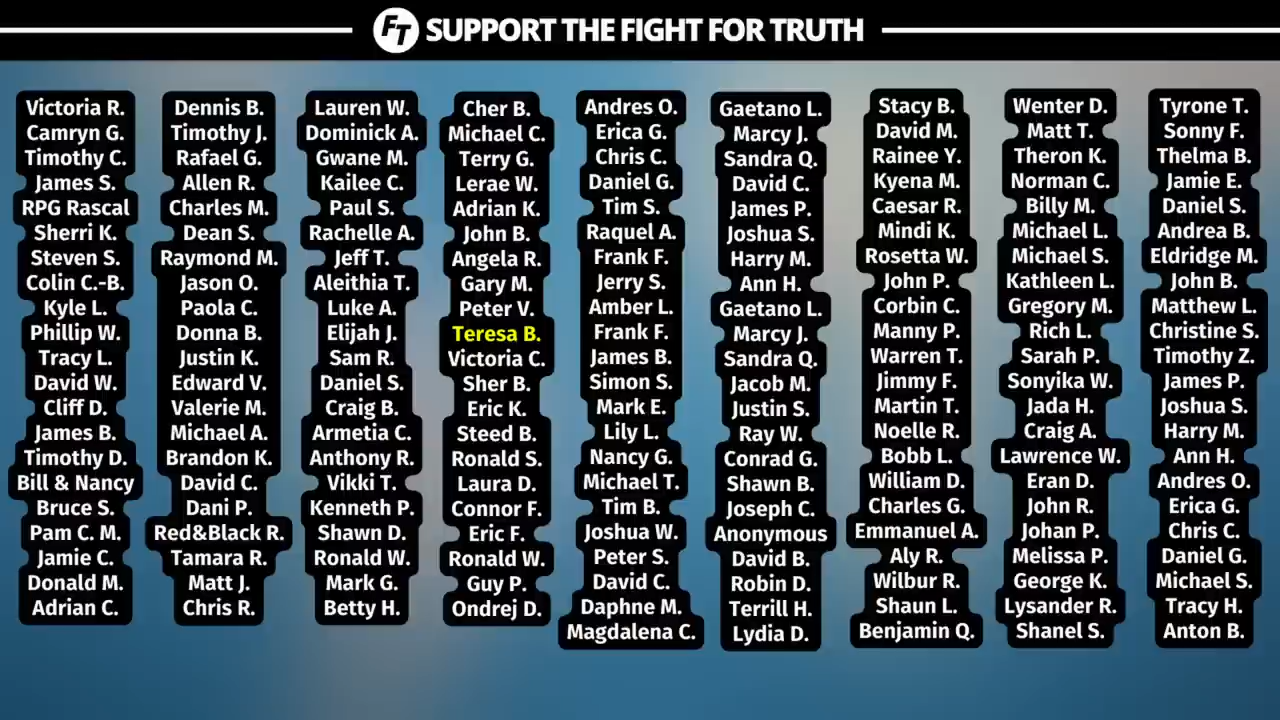 FT SUPPORT THE FIGHT FOR TRUTH
Victoria R.
Camryn G.
Timothy C.
James S.
RPG Rascal
Sherri K.
Steven S.
Colin C.-B.
Kyle L.
Phillip W.
Tracy L.
David W.
Cliff D.
James B.
Timothy D.
Bill & Nancy
Bruce S.
Pam C. M.
Jamie C.
Donald M.
Adrian C.
Dennis B.
Timothy J.
Rafael G.
Allen R.
Charles M.
Dean S.
Raymond M.
Jason O.
Paola C.
Donna B.
Justin K.
Edward V.
Valerie M.
Michael A.
Brandon K.
David C.
Dani P.
Red&Black R.
Tamara R.
Matt J.
Chris R.
Lauren W.
Dominick A.
Gwane M.
Kailee C.
Paul S.
Rachelle A.
Jeff T.
Aleithia T.
Luke A.
Elijah J.
Sam R.
Daniel S.
Craig B.
Armetia C.
Anthony R.
Vikki T.
Kenneth P.
Shawn D.
Ronald W.
Mark G.
Betty H.
Cher B.
Michael C.
Terry G.
Lerae W.
Adrian K.
John B.
Angela R.
Gary M.
Peter V.
Teresa B.
Victoria C.
Sher B.
Eric K.
Steed B.
Ronald S.
Laura D.
Connor F.
Eric F.
Ronald W.
Guy P.
Ondrej D.
Andres O.
Erica G.
Chris C.
Daniel G.
Tim S.
Raquel A.
Frank F.
Jerry S.
Amber L.
Frank F.
James B.
Simon S.
Mark E.
Lily L.
Nancy G.
Michael T.
Tim B.
Joshua W.
Peter S.
David C.
Daphne M.
Magdalena C.
Gaetano L.
Marcy J.
Sandra Q.
David C.
James P.
Joshua S.
Harry M.
Ann H.
Gaetano L.
Marcy J.
Sandra Q.
Jacob M.
Justin S.
Ray W.
Conrad G.
Shawn B.
Joseph C.
Anonymous
David B.
Robin D.
Terrill H.
Lydia D.
Stacy B.
David M.
Rainee Y.
Kyena M.
Caesar R.
Mindi K.
Rosetta W.
John P.
Corbin C.
Manny P.
Warren T.
Jimmy F.
Martin T.
Noelle R.
Bobb L.
William D.
Charles G.
Emmanuel A.
Aly R.
Wilbur R.
Shaun L.
Benjamin Q.
Wenter D.
Matt T.
Theron K.
Norman C.
Billy M.
Michael L.
Michael S.
Kathleen L.
Gregory M.
Rich L.
Sarah P.
Sonyika W.
Jada H.
Craig A.
Lawrence W.
Eran D.
John R.
Johan P.
Melissa P.
George K.
Lysander R.
Shanel S.
Tyrone T.
Sonny F.
Thelma B.
Jamie E.
Daniel S.
Andrea B.
Eldridge M.
John B.
Matthew L.
Christine S.
Timothy Z.
James P.
Joshua S.
Harry M.
Ann H.
Andres O.
Erica G.
Chris C.
Daniel G.
Michael S.
Tracy H.
Anton B.